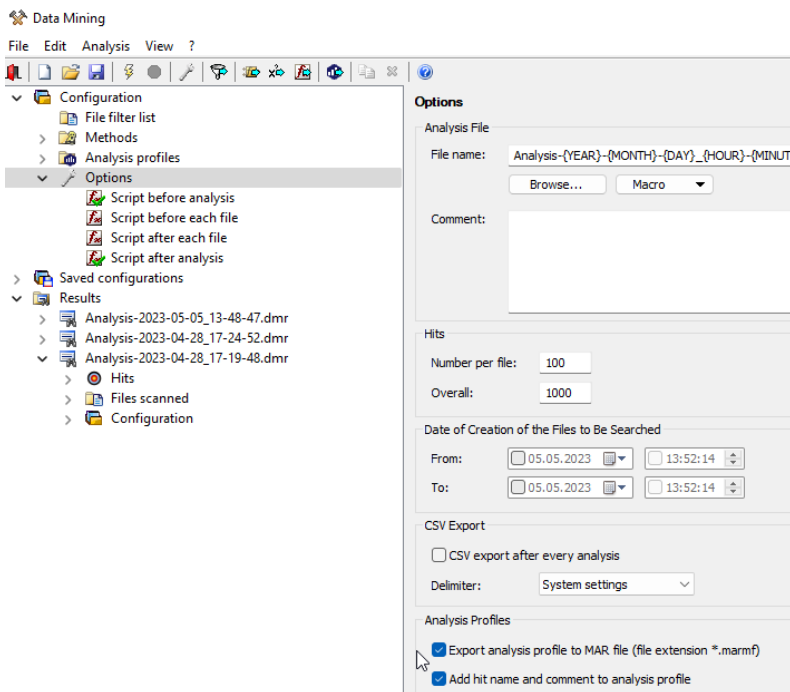 Data Mining
File Edit Analysis View ?
Configuration
File filter list
Methods
Analysis profiles
Options
Script before analysis
Script before each file
Script after each file
Script after analysis
Saved configurations
Results
Analysis-2023-05-05_13-48-47.dmr
Analysis-2023-04-28_17-24-52.dmr
Analysis-2023-04-28_17-19-48.dmr
Hits
Files scanned
Configuration
Options
Analysis File
File name: Analysis-{YEAR}-{MONTH}-{DAY}_{HOUR}-{MINUT
Browse... Macro
Comment:
Hits
Number per file: 100
Overall: 1000
Date of Creation of the Files to Be Searched
From: 05.05.2023 13:52:14
To: 05.05.2023 13:52:14
CSV Export
CSV export after every analysis
Delimiter: System settings
Analysis Profiles
Export analysis profile to MAR file (file extension *.marmf)
Add hit name and comment to analysis profile